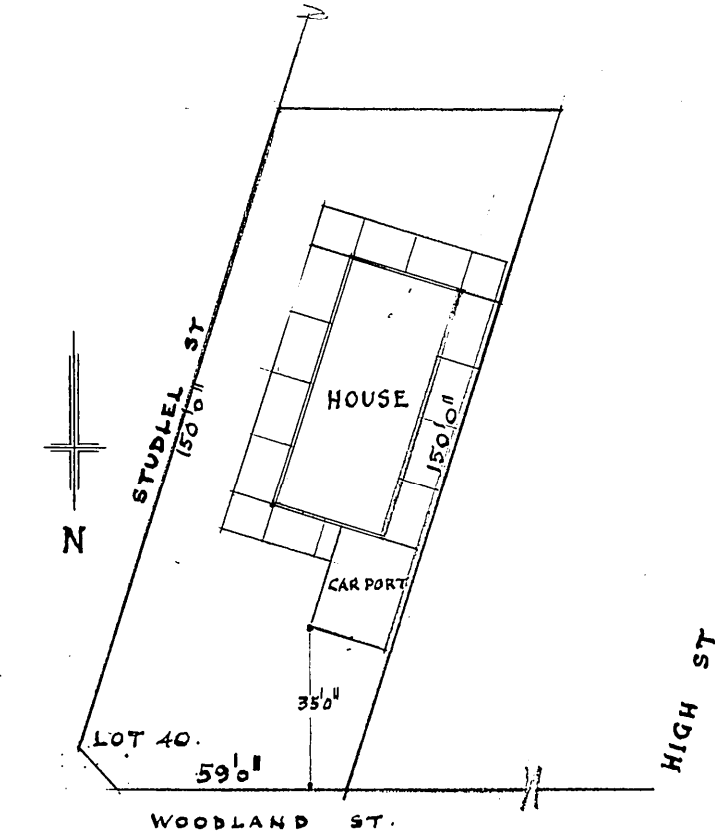 STUDLEL ST
150'0"
HOUSE
150'0"
N
CAR PORT
35'0"
HIGH ST
LOT 40.
59'0"
WOODLAND ST.